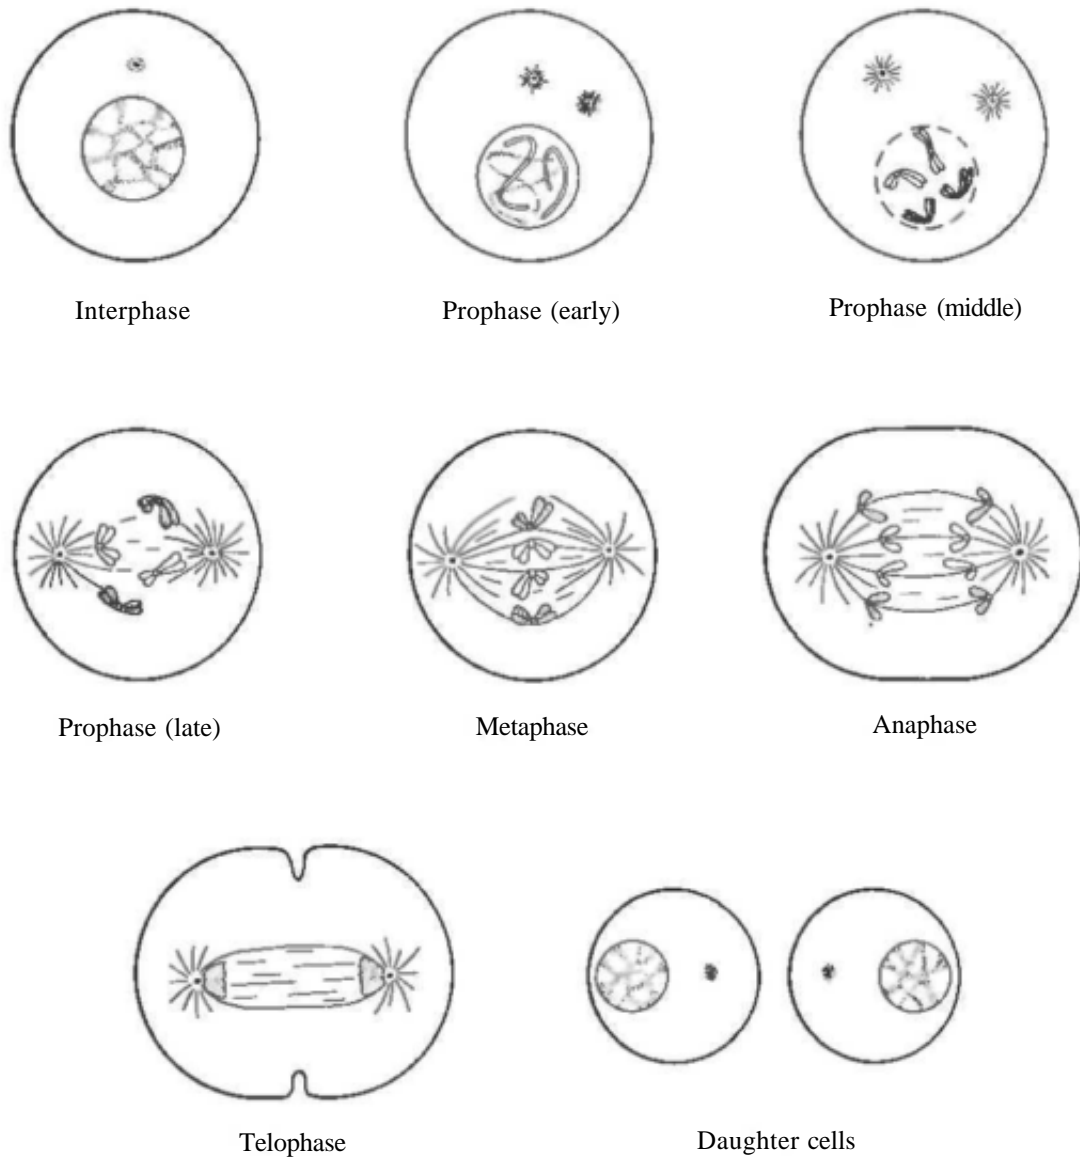 Interphase
Prophase (early)
Prophase (middle)
Prophase (late)
Metaphase
Anaphase
Telophase
Daughter cells